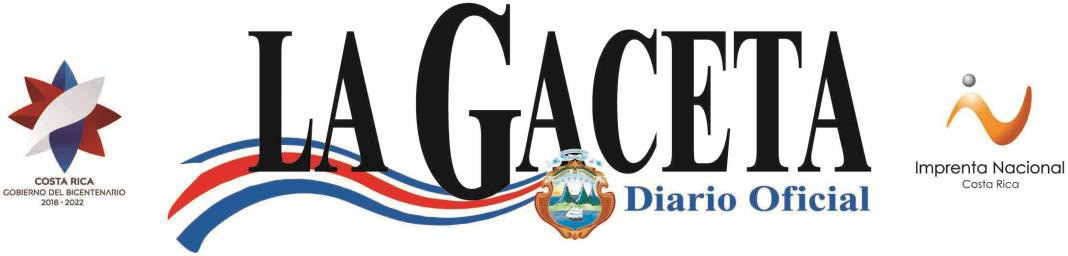 COSTA RICA
GOBIERNO DEL BICENTENARIO
2018 - 2022
LA GACETA
Diario Oficial
Imprenta Nacional
Costa Rica